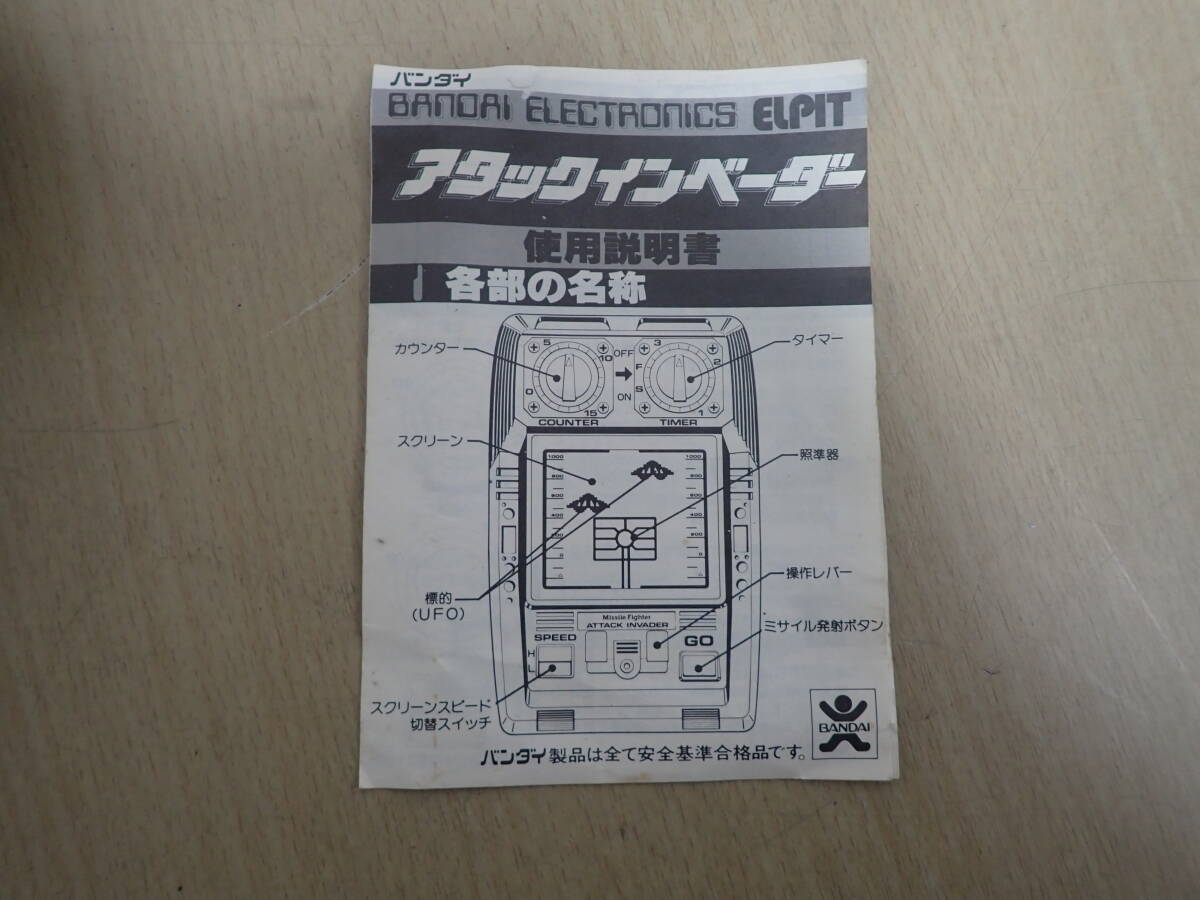 バンダイ
BANDAI ELECTRONICS ELPIT
アタックインベーダー
使用説明書
1 各部の名称
カウンター
タイマー
5
10
0
15
OFF
ON
3
F
2
S
1
COUNTER
TIMER
スクリーン
照準器
1000
800
600
400
200
0
1000
800
600
400
200
0
標的
(UFO)
操作レバー
Missile Fighter
ATTACK INVADER
SPEED
H
L
GO
ミサイル発射ボタン
スクリーンスピード
切替スイッチ
BANDAI
バンダイ製品は全て安全基準合格品です。